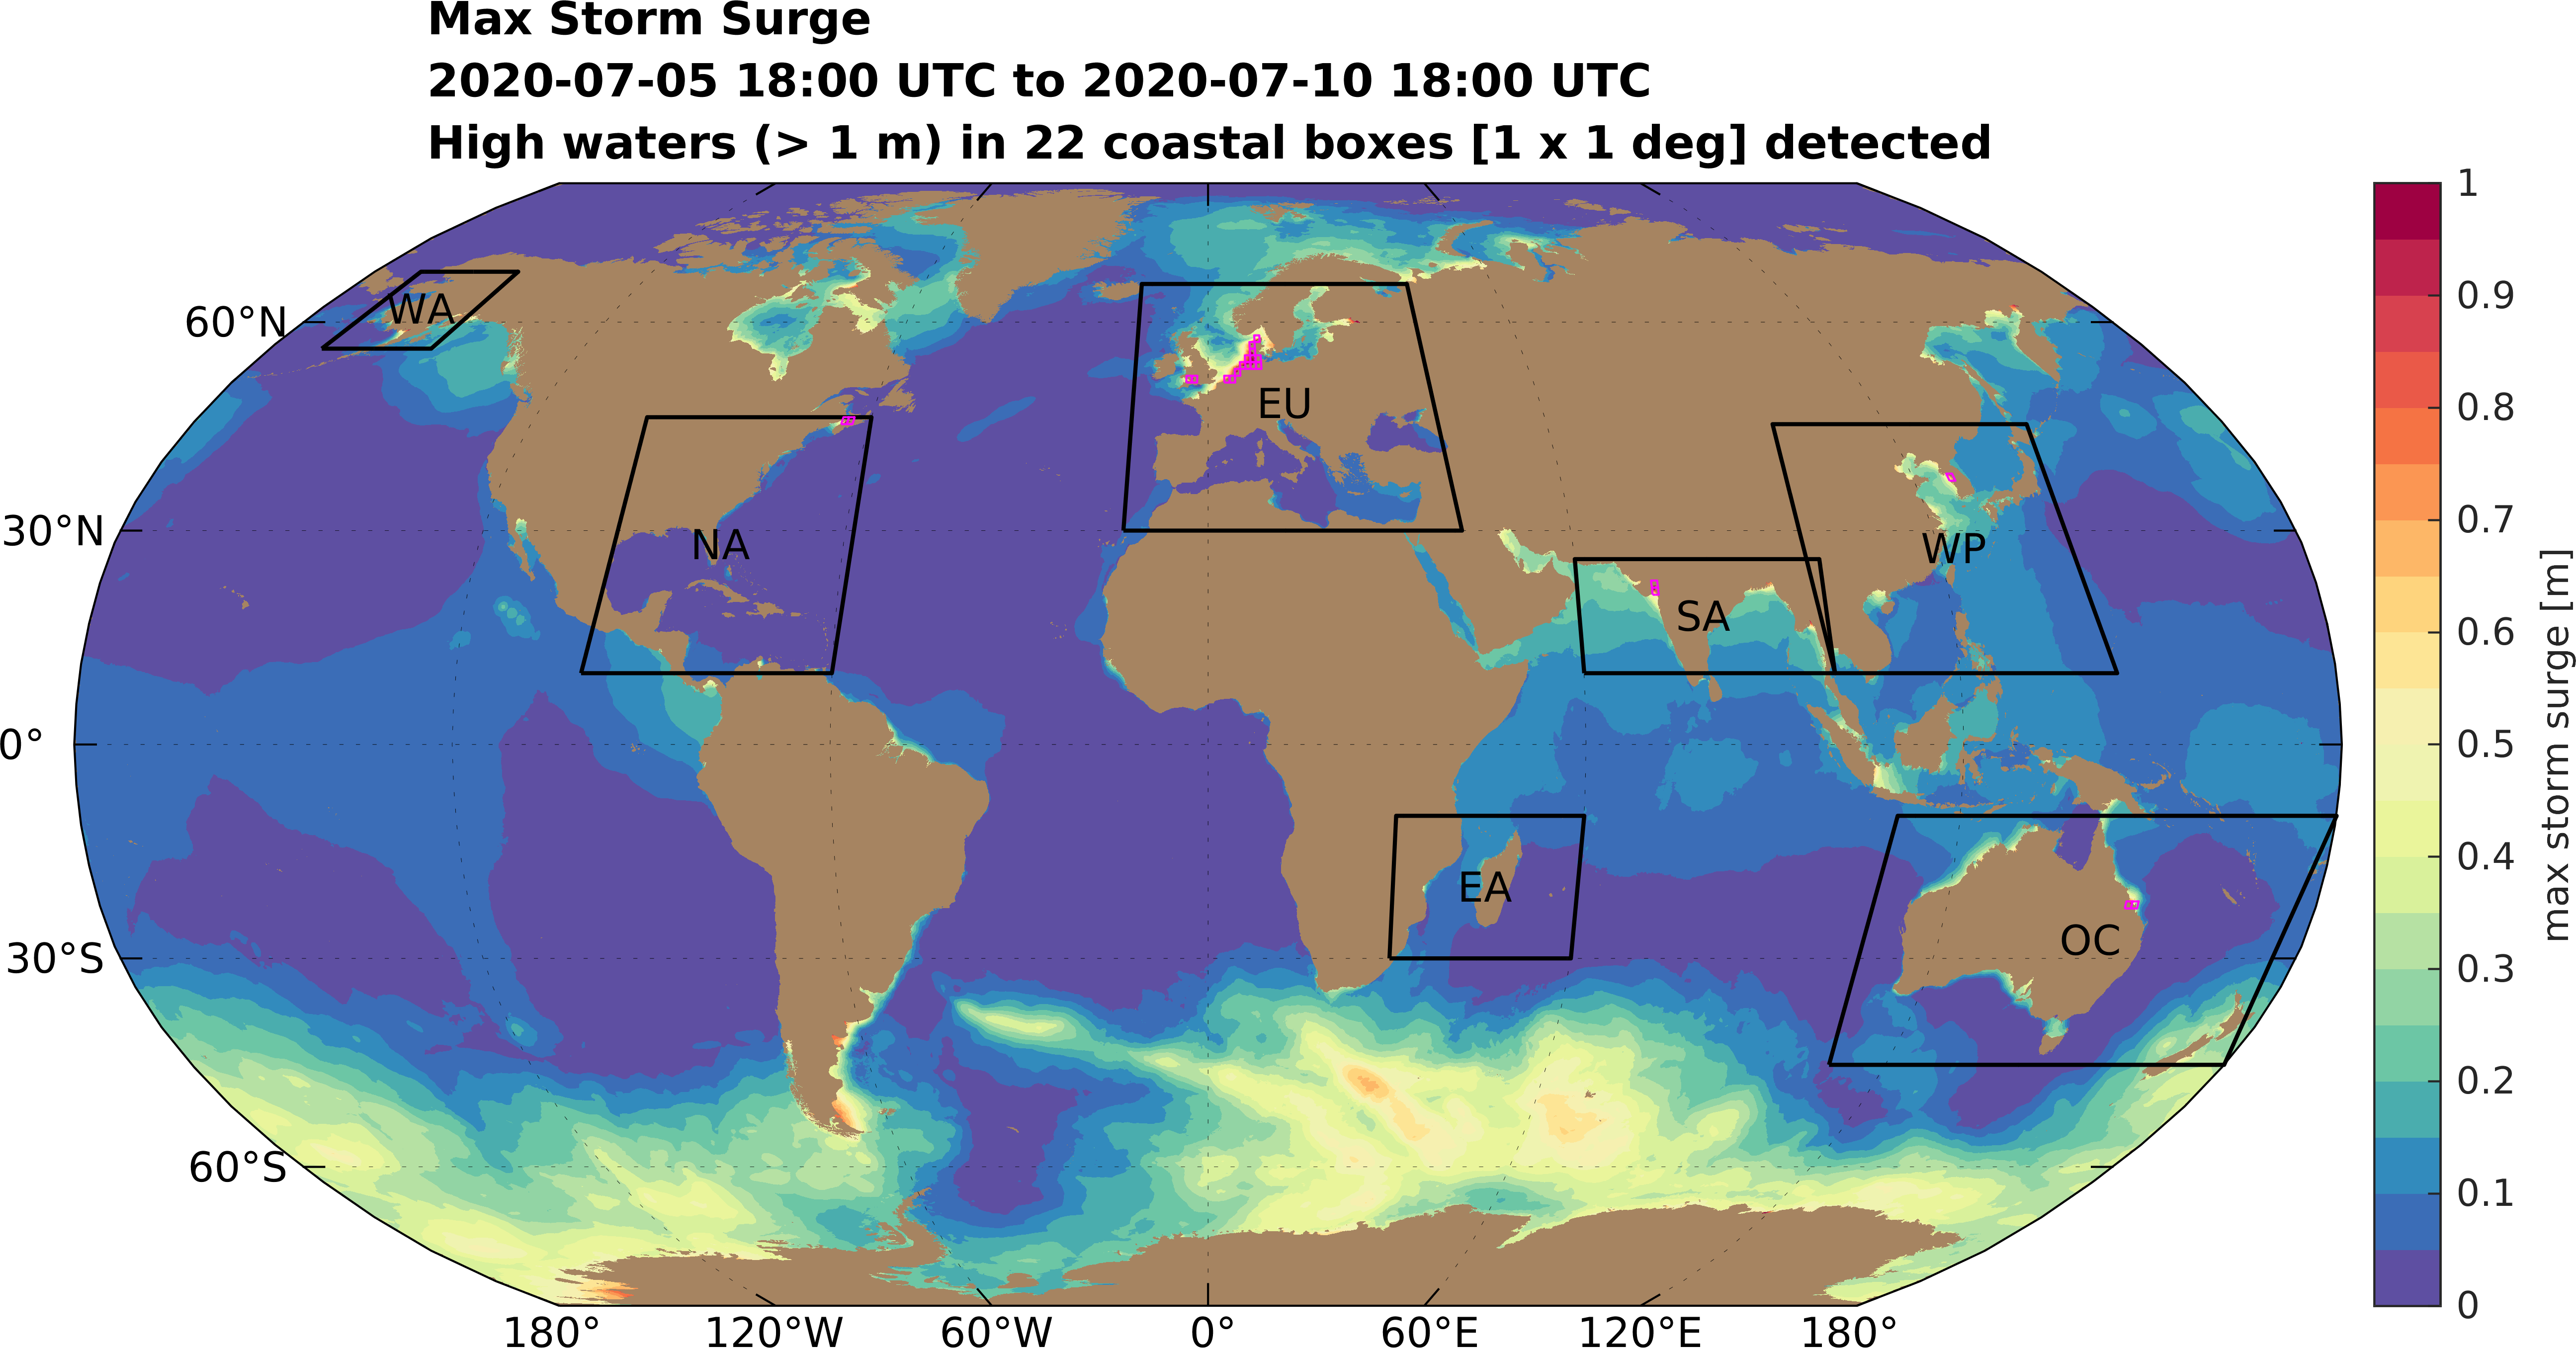 Max Storm Surge
2020-07-05 18:00 UTC to 2020-07-10 18:00 UTC
High waters (> 1 m) in 22 coastal boxes [1 x 1 deg] detected
60°N
30°N
0°
30°S
60°S
180°
120°W
60°W
0°
60°E
120°E
180°
WA
NA
EU
SA
WP
EA
OC
1
0.9
0.8
0.7
0.6
0.5
0.4
0.3
0.2
0.1
0
max storm surge [m]